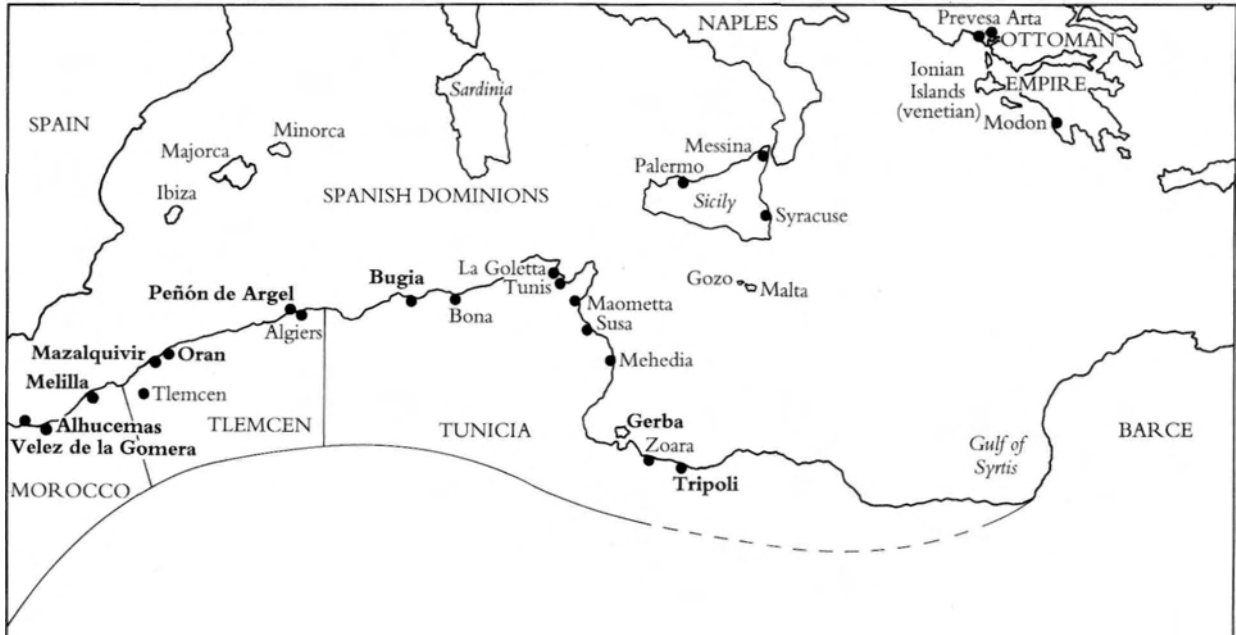 NAPLES
Prevesa Arta
OTTOMAN
EMPIRE
Ionian
Islands
(venetian)
Modon
Sardinia
SPAIN
Minorca
Majorca
Ibiza
SPANISH DOMINIONS
Messina
Palermo
Sicily
Syracuse
La Goletta
Tunis
Gozo
Malta
Bugia
Bona
Peñón de Argel
Algiers
Maometta
Susa
Mehedia
Mazalquivir
Oran
Melilla
Tlemcen
Alhucemas
Velez de la Gomera
TLEMCEN
TUNICIA
Gerba
Zoara
Tripoli
Gulf of
Syrtis
BARCE
MOROCCO